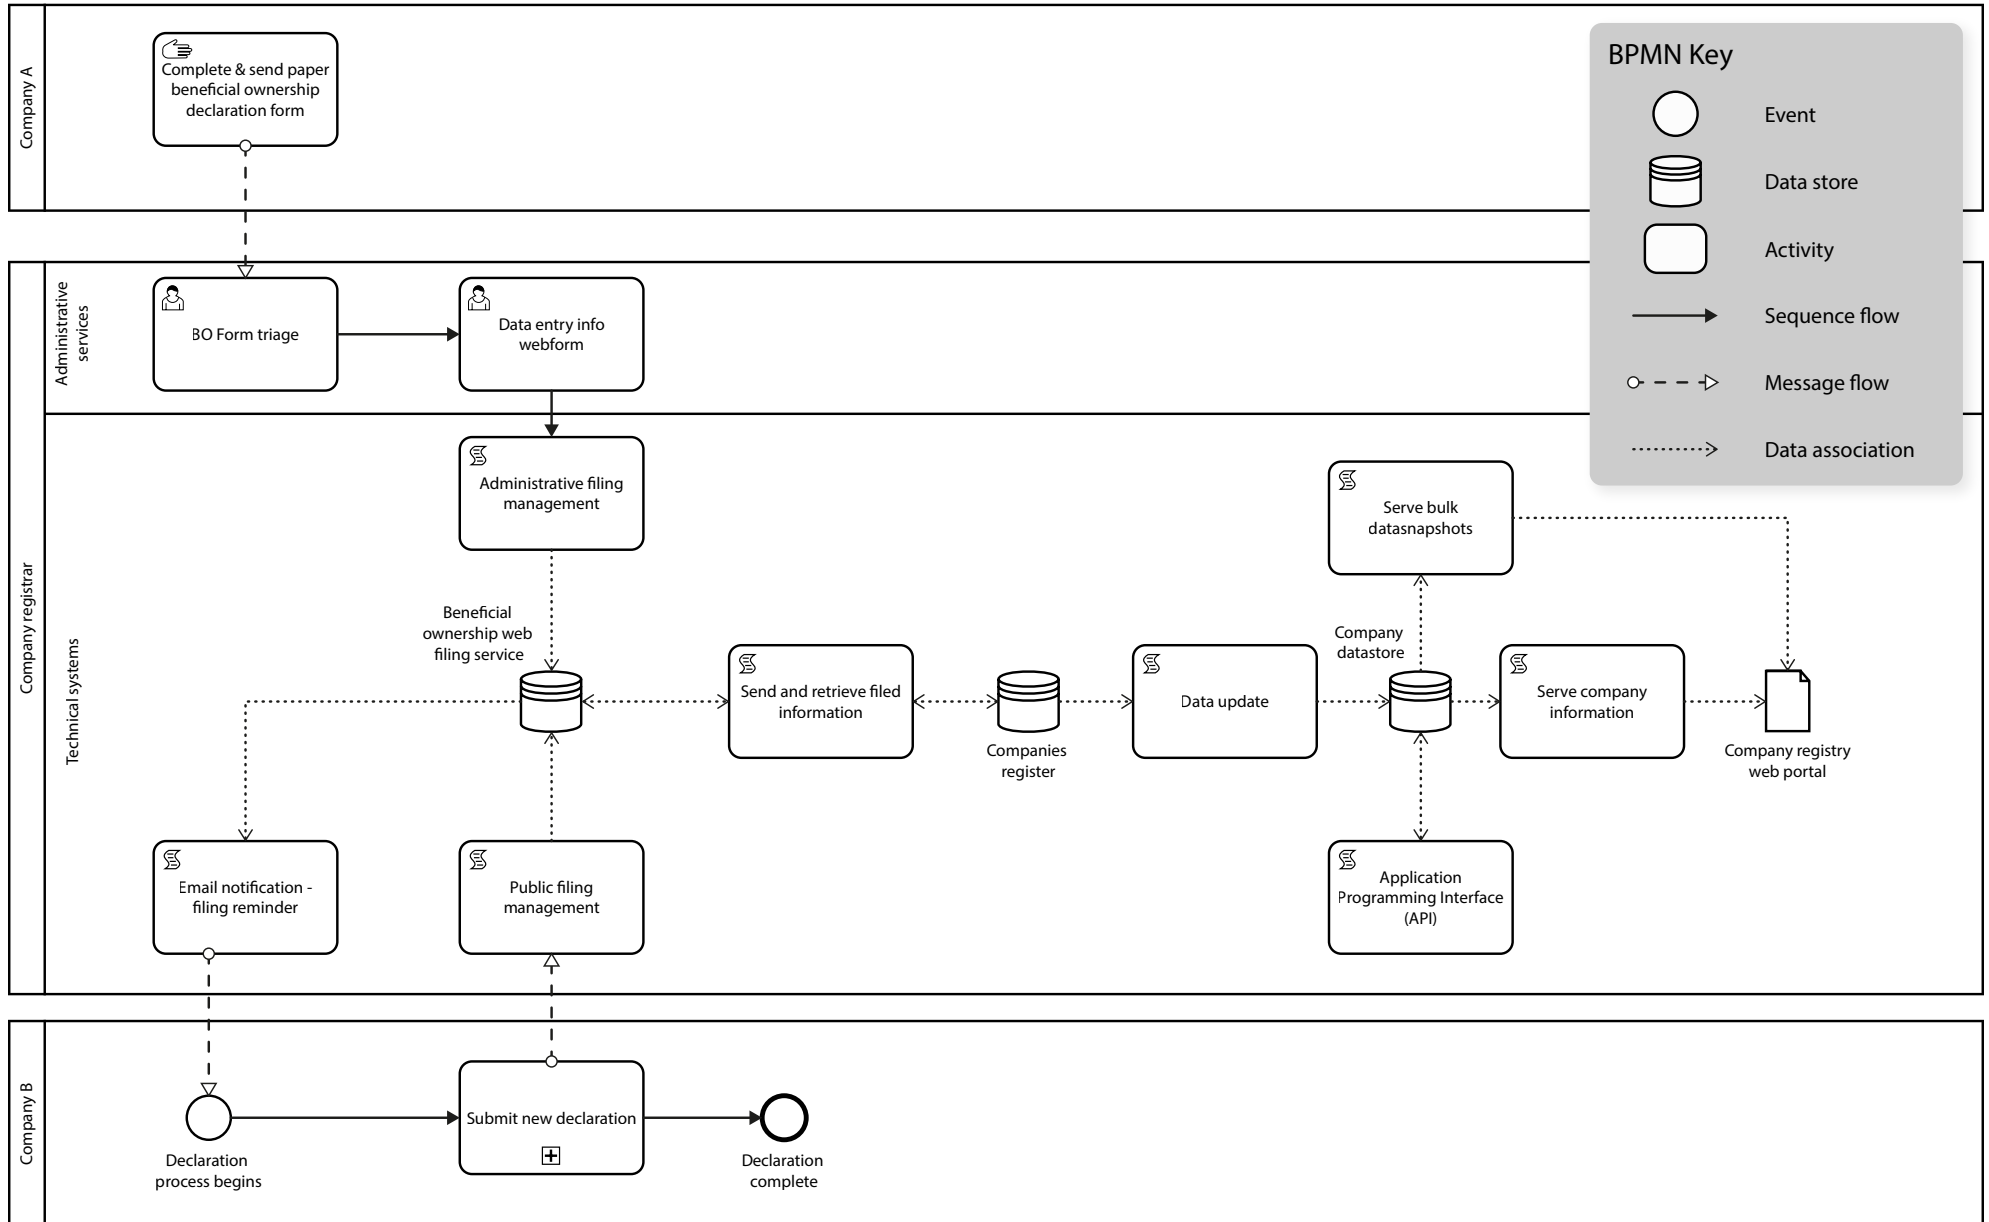 Company A
Complete & send paper
beneficial ownership
declaration form
BPMN Key
Event
Data store
Activity
Sequence flow
Message flow
Data association
Company registrar
Administrative
services
BO Form triage
Data entry info
webform
Technical systems
Administrative filing
management
Serve bulk
datasnapshots
Beneficial
ownership web
filing service
Send and retrieve filed
information
Companies
register
Data update
Company
datastore
Serve company
information
Company registry
web portal
Email notification -
filing reminder
Public filing
management
Application
Programming Interface
(API)
Company B
Declaration
process begins
Submit new declaration
Declaration
complete